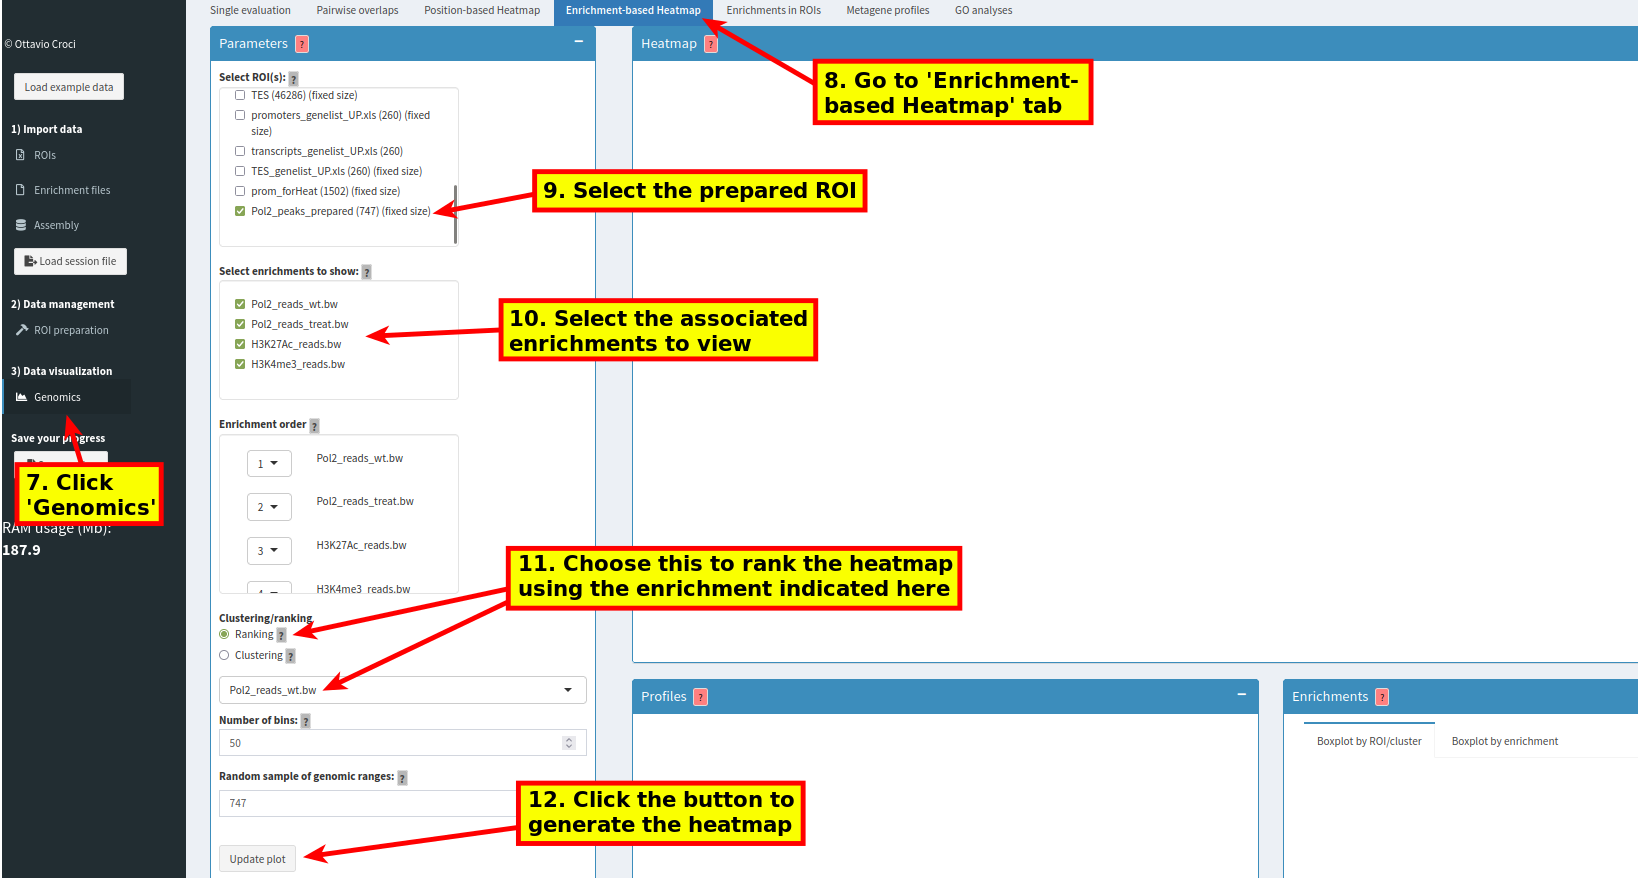 Single evaluation
Pairwise overlaps
Position-based Heatmap
Enrichment-based Heatmap
Enrichments in ROIs
Metagene profiles
GO analyses
© Ottavio Croci
Load example data
1) Import data
ROIs
Enrichment files
Assembly
Load session file
2) Data management
ROI preparation
3) Data visualization
Genomics
Save your progress
7. Click
'Genomics'
RAM usage (Mb):
187.9
Parameters ?
Select ROI(s): ?
TES (46286) (fixed size)
promoters_genelist_UP.xls (260) (fixed
size)
transcripts_genelist_UP.xls (260)
TES_genelist_UP.xls (260) (fixed size)
prom_forHeat (1502) (fixed size)
Pol2_peaks_prepared (747) (fixed size)
Select enrichments to show: ?
Pol2_reads_wt.bw
Pol2_reads_treat.bw
H3K27Ac_reads.bw
H3K4me3_reads.bw
Enrichment order ?
1 Pol2_reads_wt.bw
2 Pol2_reads_treat.bw
3 H3K27Ac_reads.bw
4 H3K4me3_reads.bw
Clustering/ranking
Ranking ?
Clustering ?
Pol2_reads_wt.bw
Number of bins: ?
50
Random sample of genomic ranges: ?
747
Update plot
Heatmap ?
8. Go to 'Enrichment-
based Heatmap' tab
9. Select the prepared ROI
10. Select the associated
enrichments to view
11. Choose this to rank the heatmap
using the enrichment indicated here
12. Click the button to
generate the heatmap
Profiles ?
Enrichments ?
Boxplot by ROI/cluster
Boxplot by enrichment